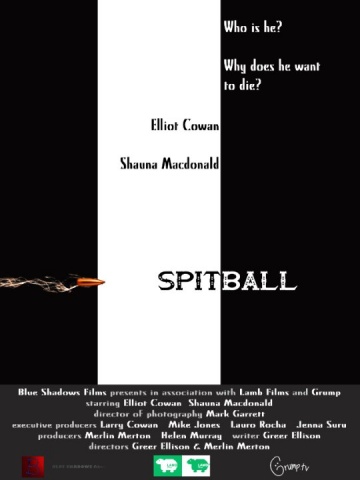 Who is he?
Why does he want
to die?
Elliot Cowan
Shauna Macdonald
SPITBALL
Blue Shadows Films presents in association with Lamb Films and Grump
starring Elliot Cowan Shauna Macdonald
director of photography Mark Garrett
executive producers Larry Cowan Mike Jones Lauro Rocha Jenna Suru
producers Merlin Merton Helen Murray writer Greer Ellison
directors Greer Ellison & Merlin Merton
Grump.tv